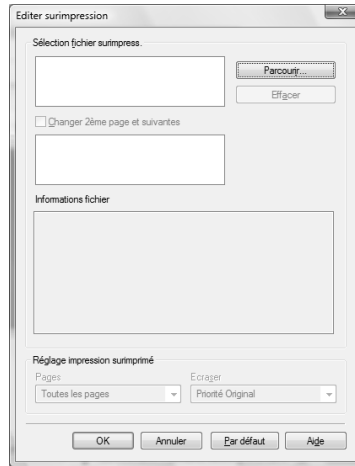 Editer surimpression
Sélection fichier surimpress.
Parcourir...
Effacer
Changer 2ème page et suivantes
Informations fichier
Réglage impression surimprimé
Pages
Ecraser
Toutes les pages
Priorité Original
OK
Annuler
Par défaut
Aide